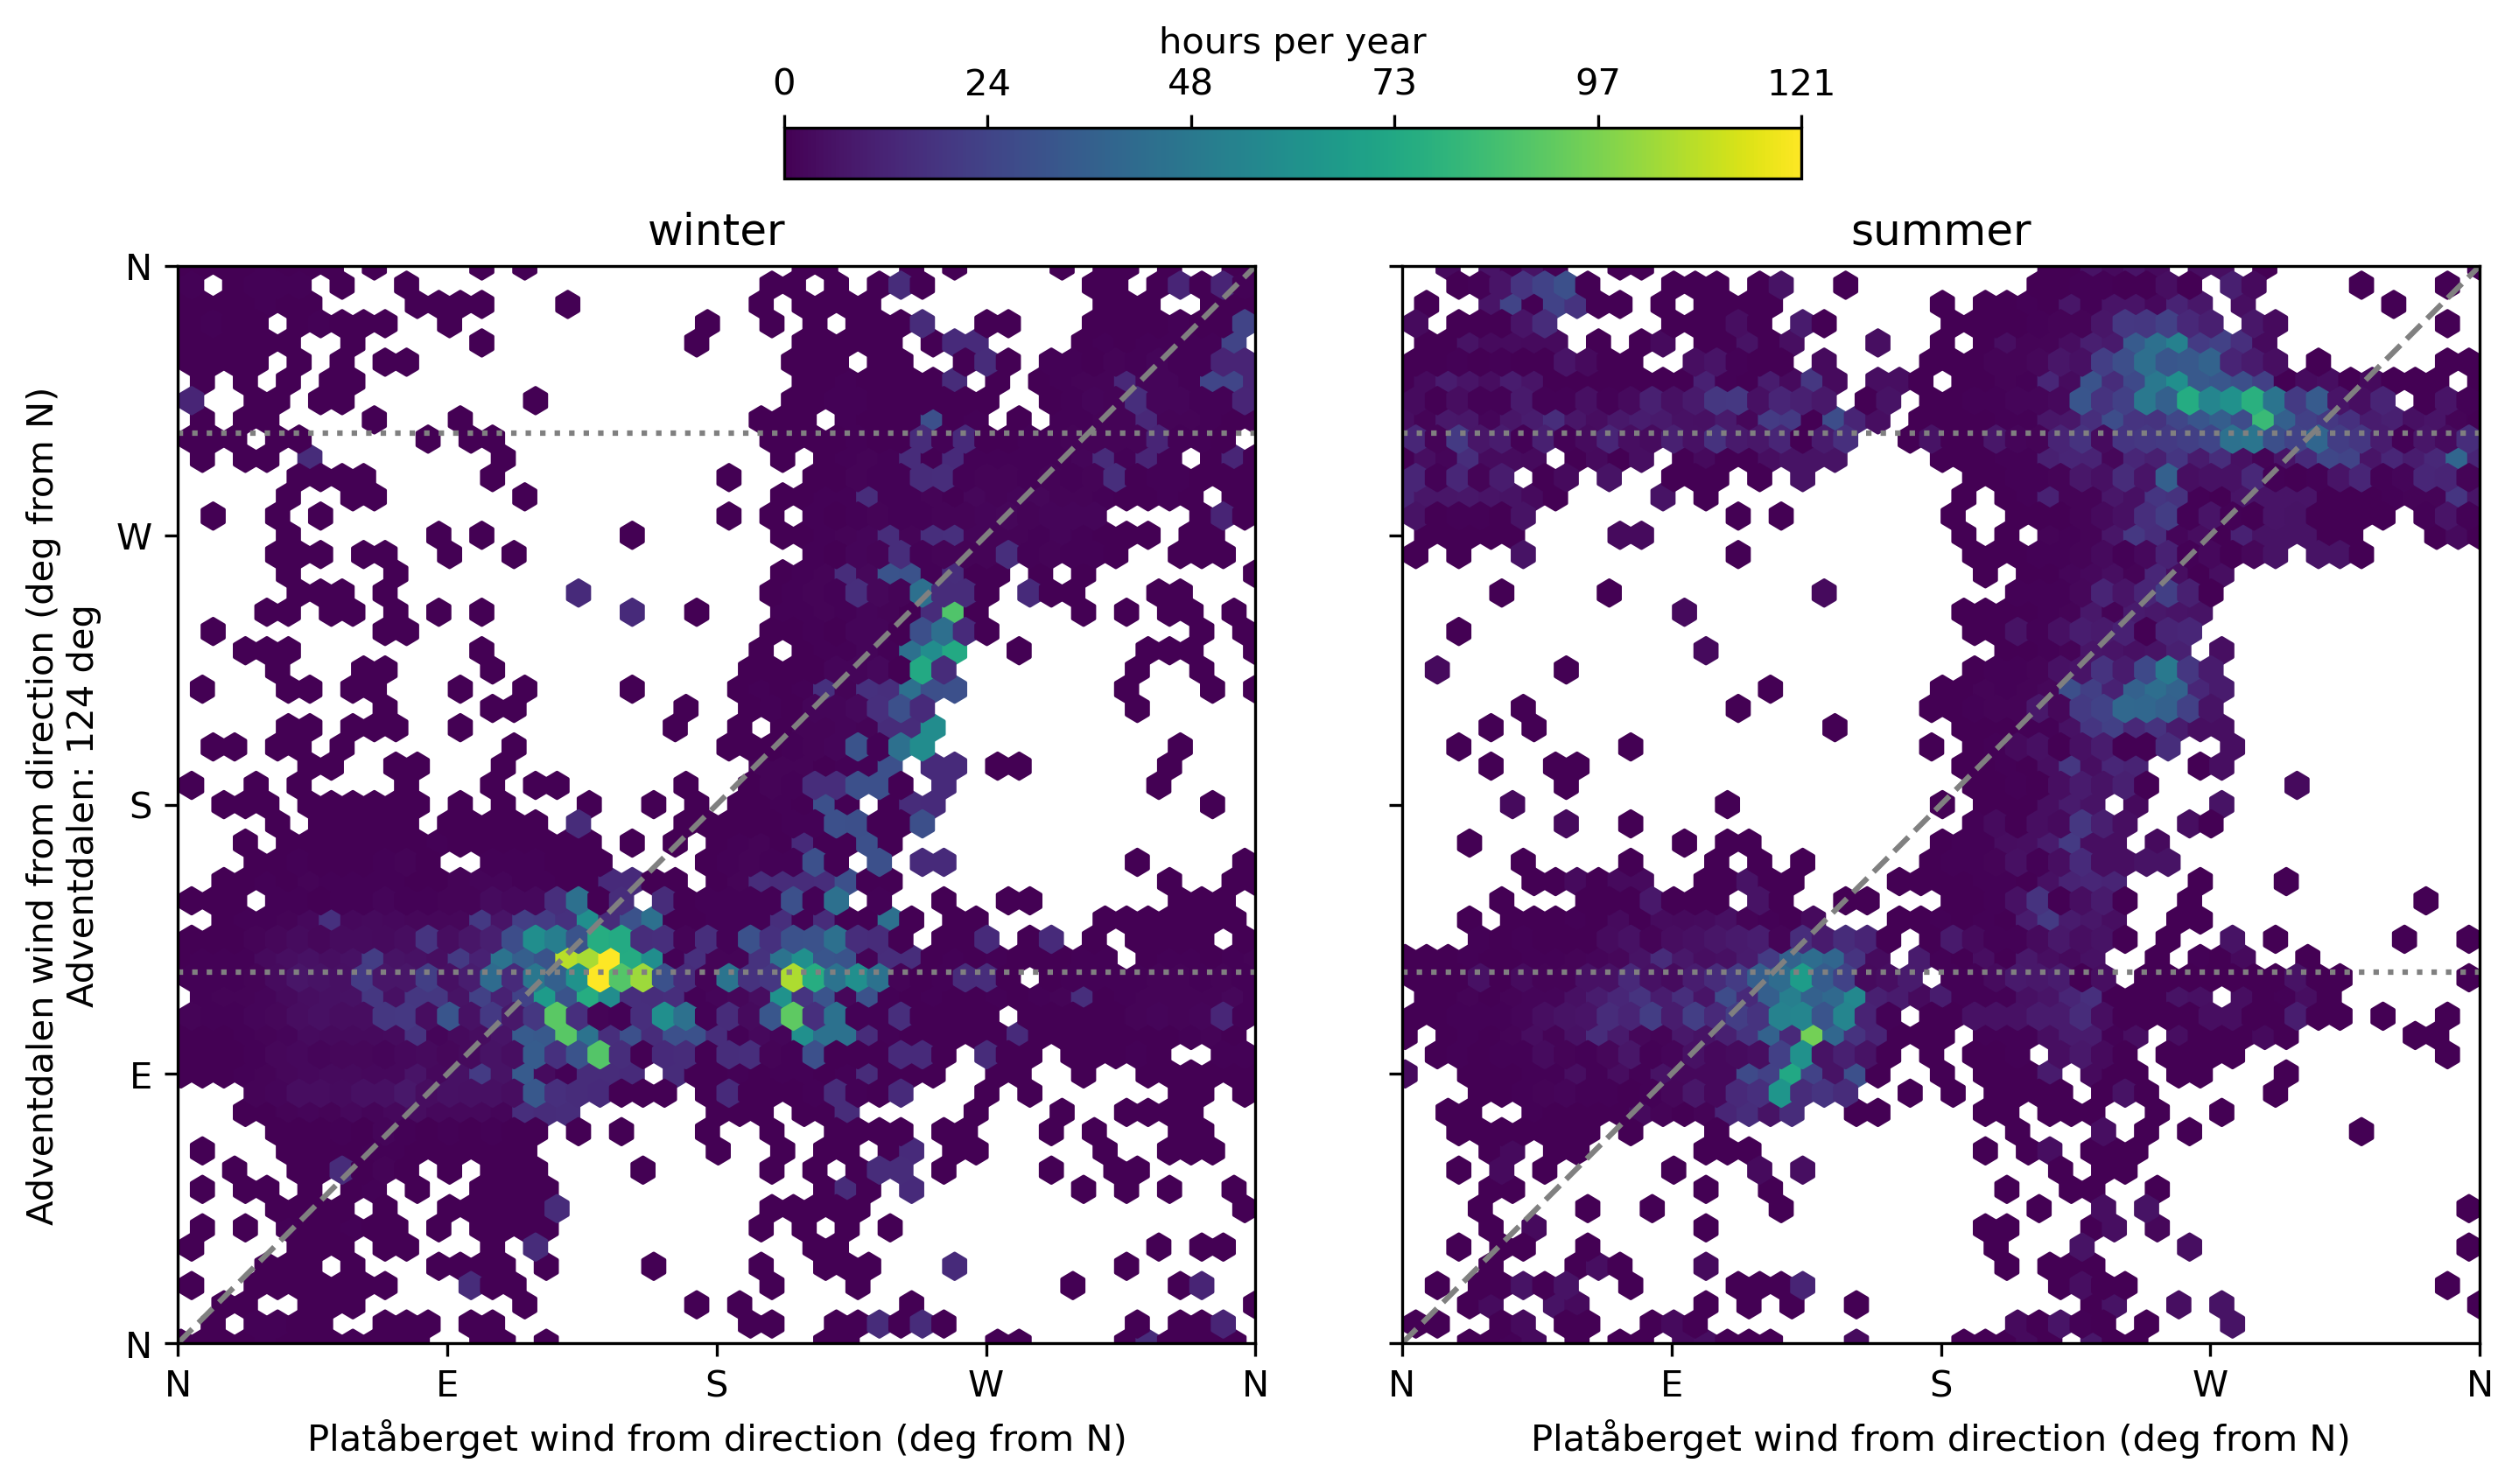 hours per year
0 24 48 73 97 121
winter
summer
Adventdalen wind from direction (deg from N)
Adventdalen: 124 deg
N
W
S
E
N
N E S W N
N E S W N
Platåberget wind from direction (deg from N)
Platåberget wind from direction (deg from N)